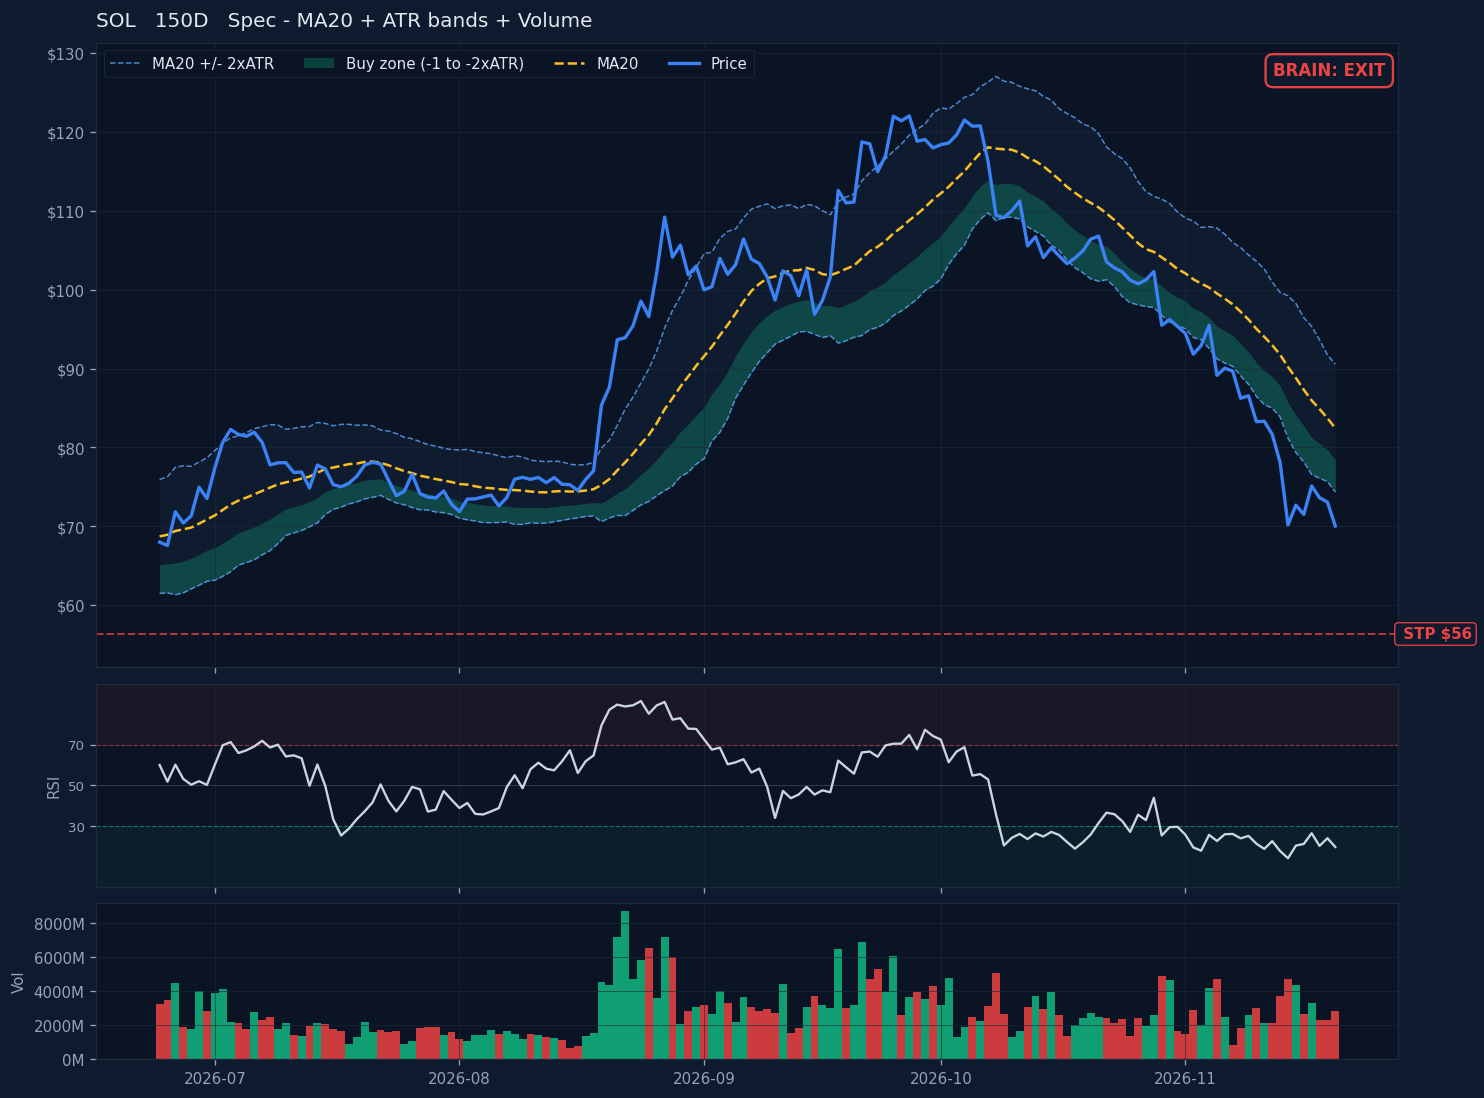 SOL   150D   Spec - MA20 + ATR bands + Volume
MA20 +/- 2xATR
Buy zone (-1 to -2xATR)
MA20
Price
BRAIN: EXIT
$130
$120
$110
$100
$90
$80
$70
$60
STP $56
RSI
70
50
30
Vol
8000M
6000M
4000M
2000M
0M
2026-07
2026-08
2026-09
2026-10
2026-11